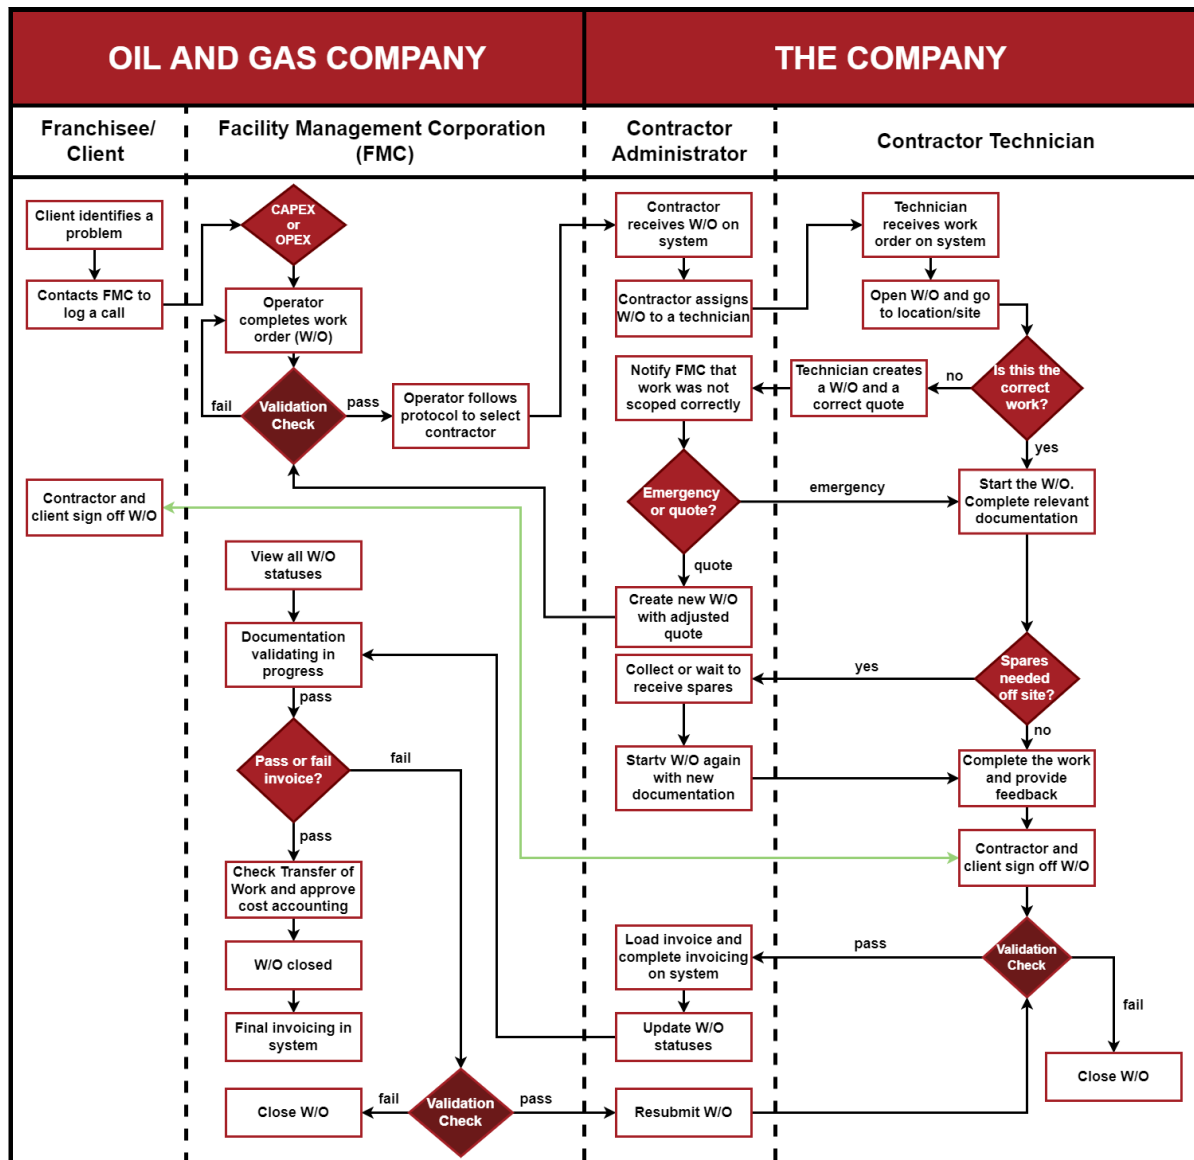 OIL AND GAS COMPANY
THE COMPANY
Franchisee/
Client
Facility Management Corporation
(FMC)
Contractor
Administrator
Contractor Technician
Client identifies a
problem
Contacts FMC to
log a call
CAPEX
or
OPEX
Operator
completes work
order (W/O)
Validation
Check
fail
pass
Operator follows
protocol to select
contractor
Contractor
receives W/O on
system
Contractor assigns
W/O to a technician
Technician
receives work
order on system
Open W/O and go
to location/site
Is this the
correct
work?
no
yes
Technician creates
a W/O and a
correct quote
Notify FMC that
work was not
scoped correctly
Emergency
or quote?
emergency
quote
Start the W/O.
Complete relevant
documentation
Create new W/O
with adjusted
quote
Contractor and
client sign off W/O
View all W/O
statuses
Documentation
validating in
progress
pass
Pass or fail
invoice?
fail
pass
Check Transfer of
Work and approve
cost accounting
W/O closed
Final invoicing in
system
Spares
needed
off site?
yes
no
Collect or wait to
receive spares
Startv W/O again
with new
documentation
Complete the work
and provide
feedback
Contractor and
client sign off W/O
Validation
Check
pass
fail
Load invoice and
complete invoicing
on system
Update W/O
statuses
Close W/O
Close W/O
fail
Validation
Check
pass
Resubmit W/O